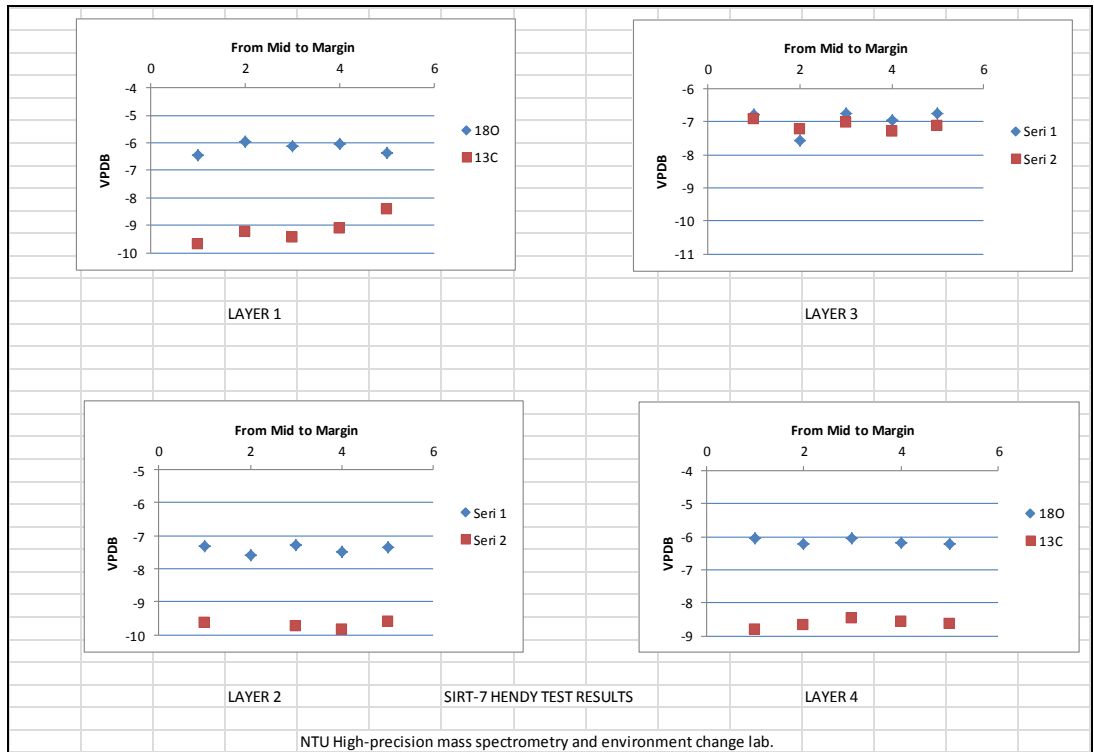 From Mid to Margin
0 2 4 6
-4
-5
-6
-7
-8
-9
-10
VPDB
18O
13C
LAYER 1
From Mid to Margin
0 2 4 6
-6
-7
-8
-9
-10
-11
VPDB
Seri 1
Seri 2
LAYER 3
From Mid to Margin
0 2 4 6
-5
-6
-7
-8
-9
-10
VPDB
Seri 1
Seri 2
LAYER 2
From Mid to Margin
0 2 4 6
-4
-5
-6
-7
-8
-9
VPDB
18O
13C
LAYER 4
SIRT-7 HENDY TEST RESULTS
NTU High-precision mass spectrometry and environment change lab.